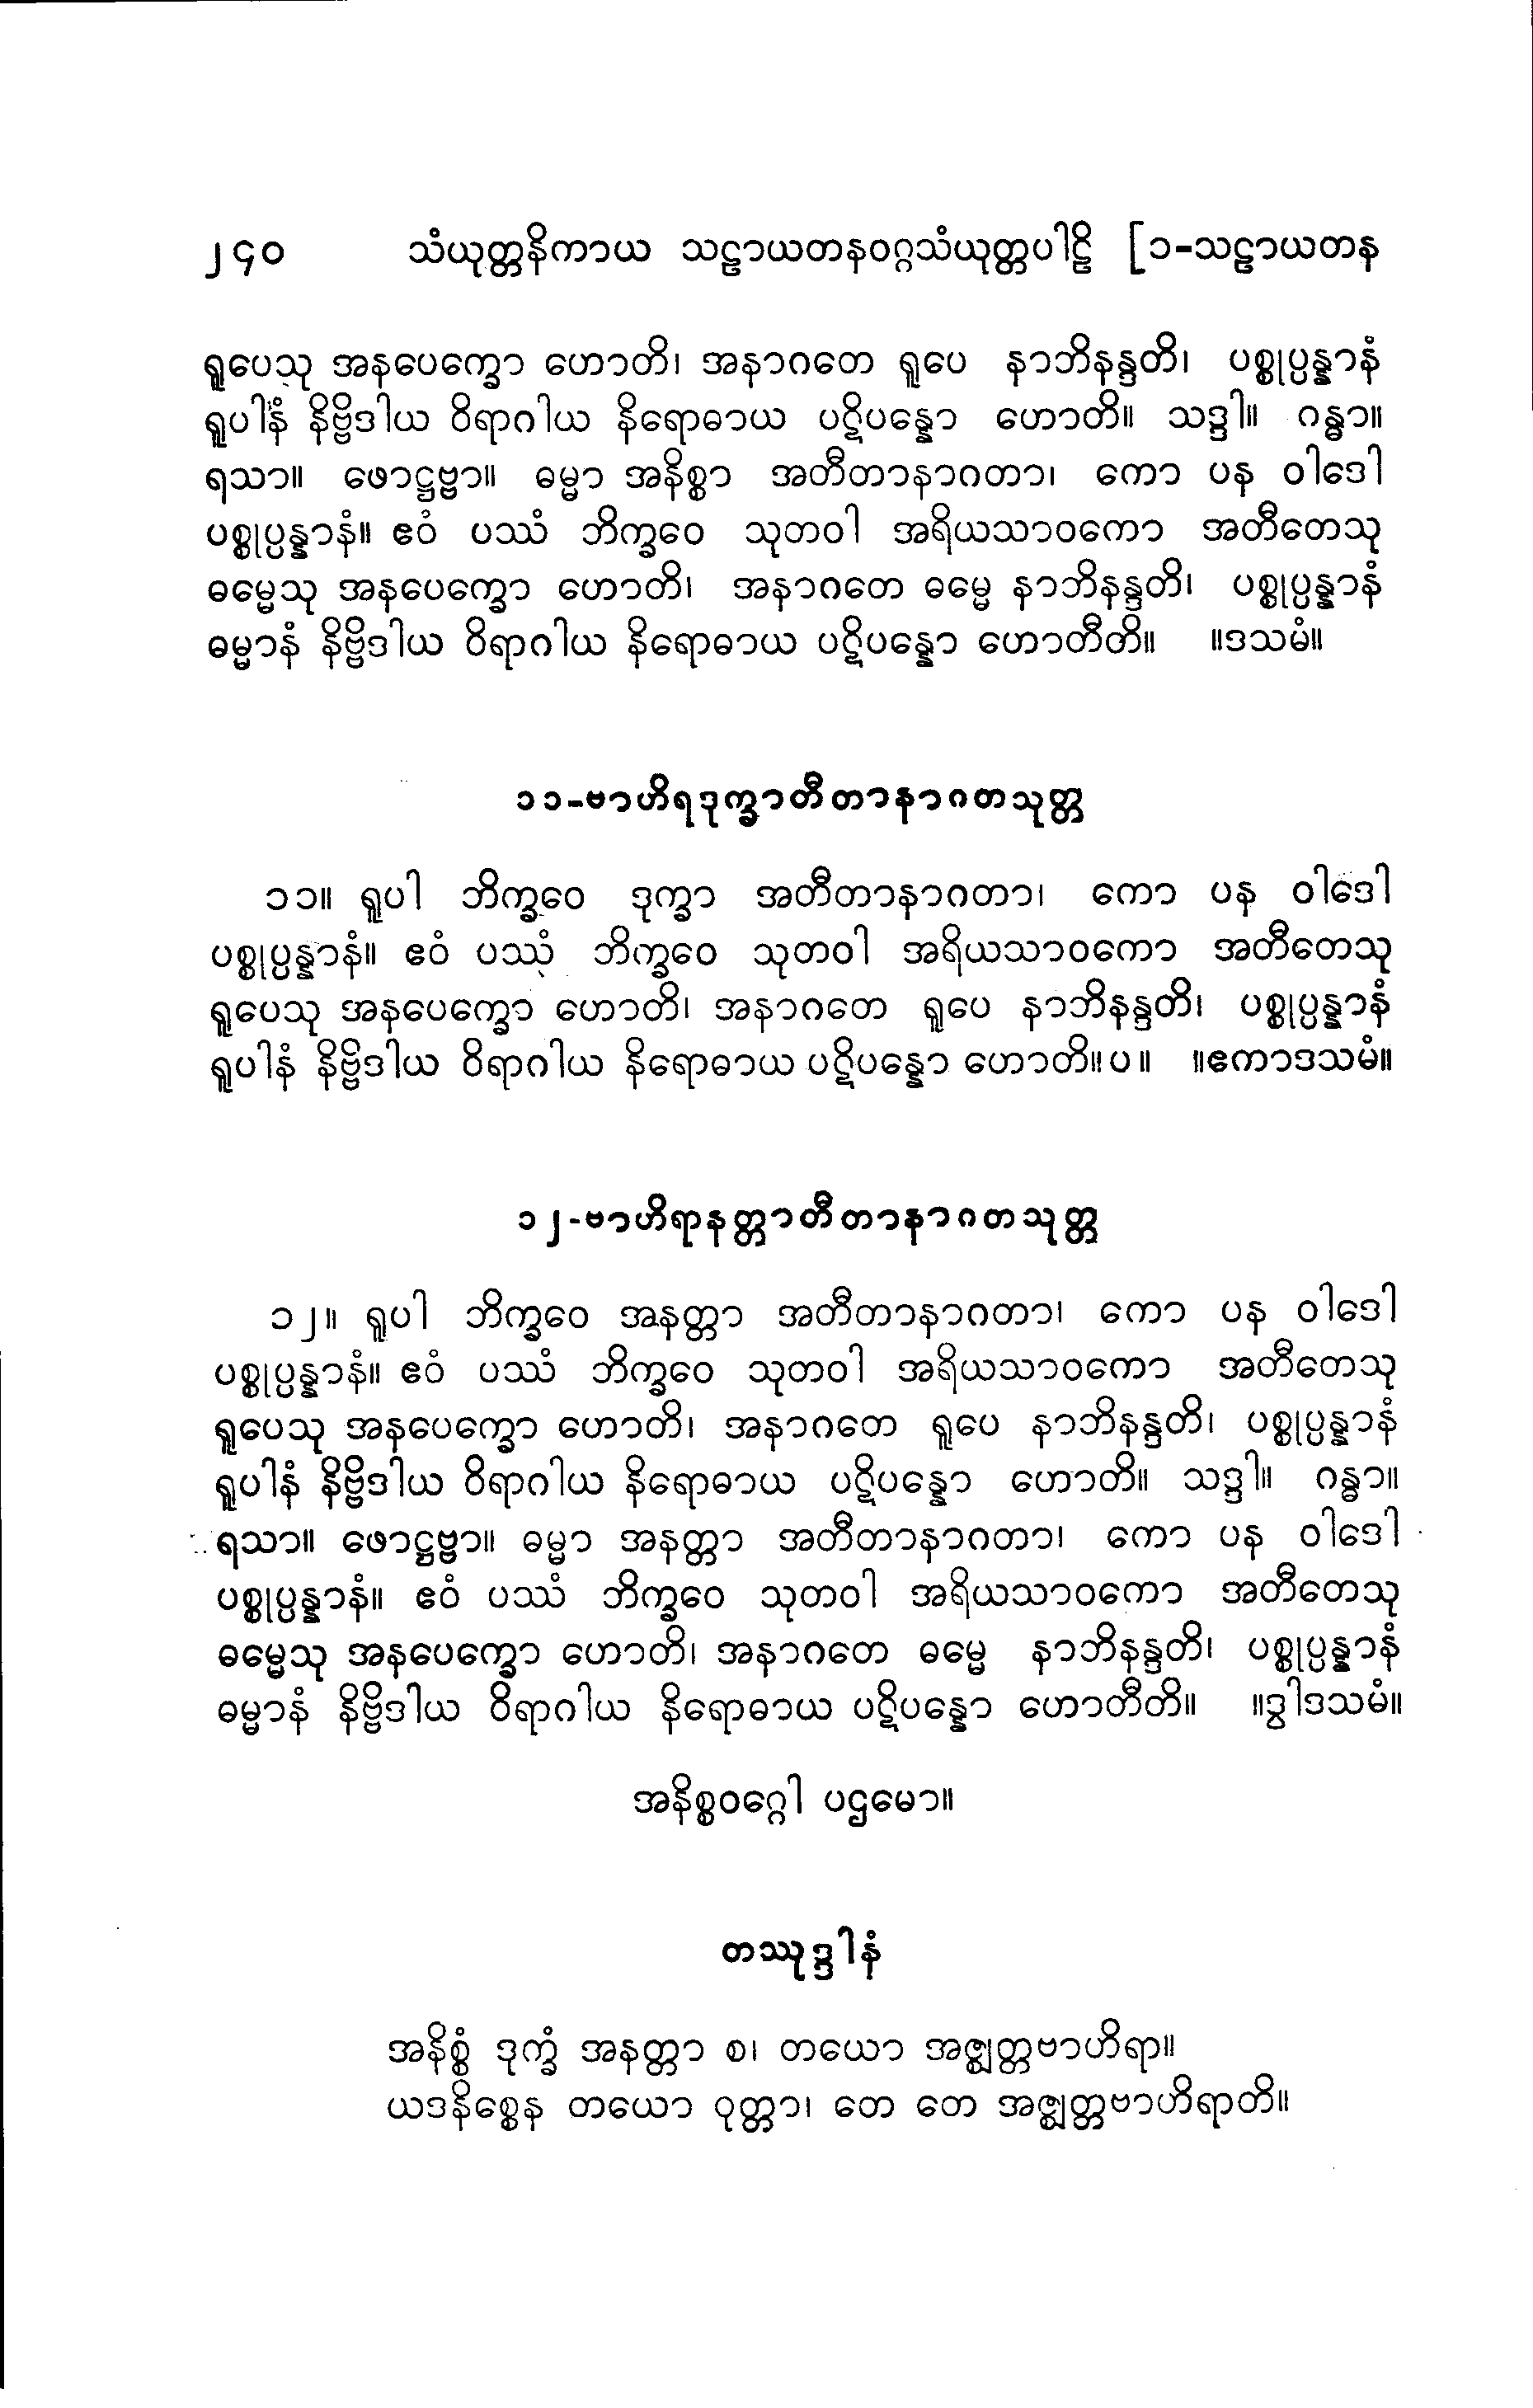 ၂၄၀ သံယုတ္တနိကာယ သဠာယတနဝဂ္ဂသံယုတ္တပါဠိ [၁-သဠာယတန
ရူပေသု အနပေက္ခော ဟောတိ၊ အနာဂတေ ရူပေ နာဘိနန္ဒတိ၊ ပစ္စုပ္ပန္နာနံ
ရူပါနံ နိဗ္ဗိဒါယ ဝိရာဂါယ နိရောဓာယ ပဋိပန္နော ဟောတိ။ သဒ္ဒါ။ ဂန္ဓာ။
ရသာ။ ဖောဋ္ဌဗ္ဗာ။ ဓမ္မာ အနိစ္စာ အတီတာနာဂတာ၊ ကော ပန ဝါဒေါ
ပစ္စုပ္ပန္နာနံ။ ဧဝံ ပဿံ ဘိက္ခဝေ သုတဝါ အရိယသာဝကော အတီတေသု
ဓမ္မေသု အနပေက္ခော ဟောတိ၊ အနာဂတေ ဓမ္မေ နာဘိနန္ဒတိ၊ ပစ္စုပ္ပန္နာနံ
ဓမ္မာနံ နိဗ္ဗိဒါယ ဝိရာဂါယ နိရောဓာယ ပဋိပန္နော ဟောတီတိ။ ။ဒသမံ။
၁၁-ဗာဟိရဒုက္ခာတီတာနာဂတသုတ္တ
၁၁။ ရူပါ ဘိက္ခဝေ ဒုက္ခာ အတီတာနာဂတာ၊ ကော ပန ဝါဒေါ
ပစ္စုပ္ပန္နာနံ။ ဧဝံ ပဿံ ဘိက္ခဝေ သုတဝါ အရိယသာဝကော အတီတေသု
ရူပေသု အနပေက္ခော ဟောတိ၊ အနာဂတေ ရူပေ နာဘိနန္ဒတိ၊ ပစ္စုပ္ပန္နာနံ
ရူပါနံ နိဗ္ဗိဒါယ ဝိရာဂါယ နိရောဓာယ ပဋိပန္နော ဟောတိ။ပ။ ။ဧကာဒသမံ။
၁၂-ဗာဟိရာနတ္တာတီတာနာဂတသုတ္တ
၁၂။ ရူပါ ဘိက္ခဝေ အနတ္တာ အတီတာနာဂတာ၊ ကော ပန ဝါဒေါ
ပစ္စုပ္ပန္နာနံ။ ဧဝံ ပဿံ ဘိက္ခဝေ သုတဝါ အရိယသာဝကော အတီတေသု
ရူပေသု အနပေက္ခော ဟောတိ၊ အနာဂတေ ရူပေ နာဘိနန္ဒတိ၊ ပစ္စုပ္ပန္နာနံ
ရူပါနံ နိဗ္ဗိဒါယ ဝိရာဂါယ နိရောဓာယ ပဋိပန္နော ဟောတိ။ သဒ္ဒါ။ ဂန္ဓာ။
ရသာ။ ဖောဋ္ဌဗ္ဗာ။ ဓမ္မာ အနတ္တာ အတီတာနာဂတာ၊ ကော ပန ဝါဒေါ
ပစ္စုပ္ပန္နာနံ။ ဧဝံ ပဿံ ဘိက္ခဝေ သုတဝါ အရိယသာဝကော အတီတေသု
ဓမ္မေသု အနပေက္ခော ဟောတိ၊ အနာဂတေ ဓမ္မေ နာဘိနန္ဒတိ၊ ပစ္စုပ္ပန္နာနံ
ဓမ္မာနံ နိဗ္ဗိဒါယ ဝိရာဂါယ နိရောဓာယ ပဋိပန္နော ဟောတီတိ။ ။ဒွါဒသမံ။
အနိစ္စဝဂ္ဂေါ ပဌမော။
တဿုဒ္ဒါနံ
အနိစ္စံ ဒုက္ခံ အနတ္တာ စ၊ တယော အဇ္ဈတ္တဗာဟိရာ။
ယဒနိစ္စေန တယော ဝုတ္တာ၊ တေ တေ အဇ္ဈတ္တဗာဟိရာတိ။